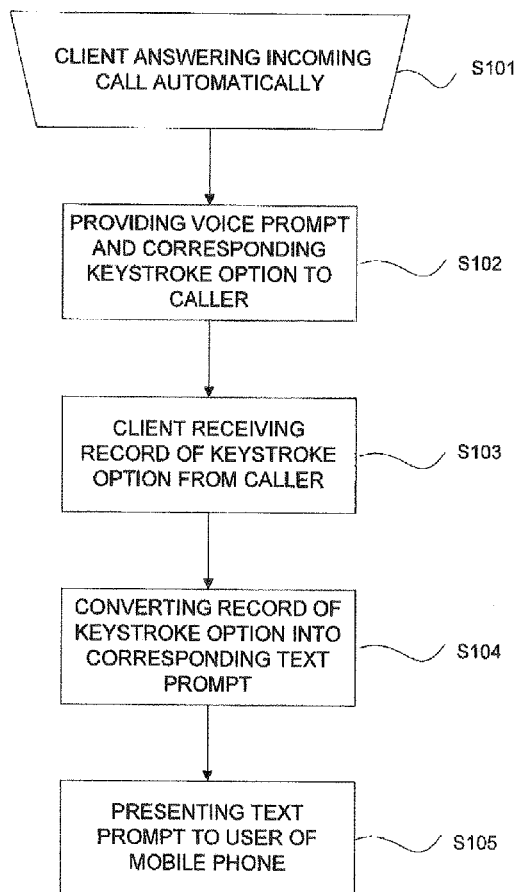 CLIENT ANSWERING INCOMING
CALL AUTOMATICALLY
S101
PROVIDING VOICE PROMPT
AND CORRESPONDING
KEYSTROKE OPTION TO
CALLER
S102
CLIENT RECEIVING
RECORD OF KEYSTROKE
OPTION FROM CALLER
S103
CONVERTING RECORD OF
KEYSTROKE OPTION INTO
CORRESPONDING TEXT
PROMPT
S104
PRESENTING TEXT
PROMPT TO USER OF
MOBILE PHONE
S105